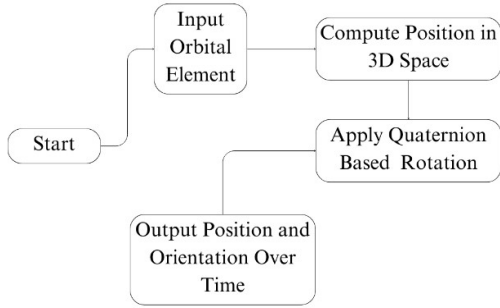 Start
Input
Orbital
Element
Compute Position in
3D Space
Apply Quaternion
Based Rotation
Output Position and
Orientation Over
Time